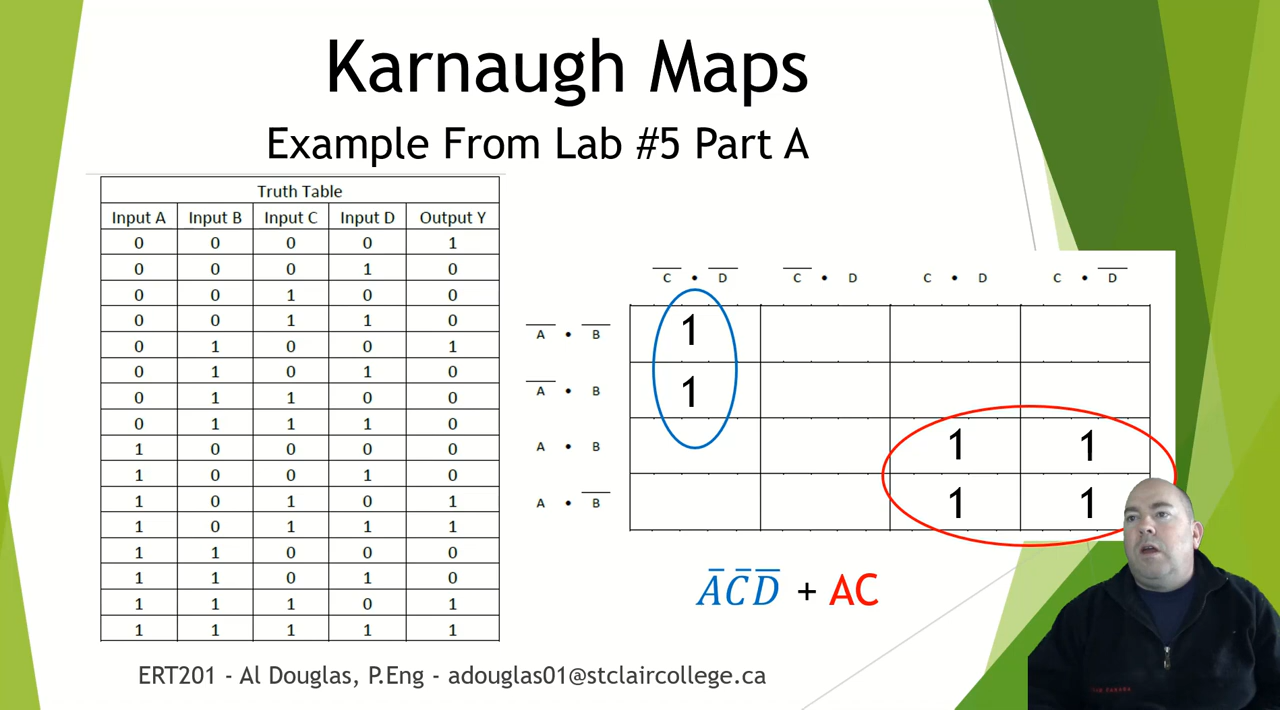 Karnaugh Maps
Example From Lab #5 Part A
Truth Table
Input A Input B Input C Input D Output Y
0 0 0 0 1
0 0 0 1 0
0 0 1 0 0
0 0 1 1 0
0 1 0 0 1
0 1 0 1 0
0 1 1 0 0
0 1 1 1 0
1 0 0 0 0
1 0 0 1 0
1 0 1 0 1
1 0 1 1 1
1 1 0 0 0
1 1 0 1 0
1 1 1 0 1
1 1 1 1 1
C̅ • D̅ C̅ • D C • D C • D̅
A̅ • B̅ 1
A̅ • B 1
A • B 1 1
A • B̅ 1 1
A̅C̅D̅ + AC
ERT201 - Al Douglas, P.Eng - adouglas01@stclaircollege.ca